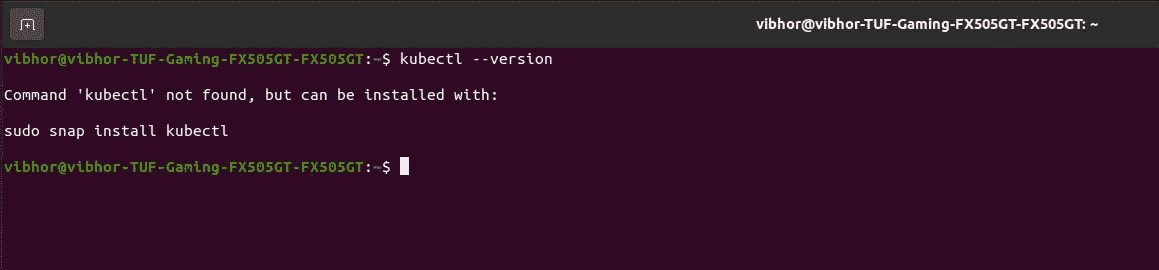 vibhor@vibhor-TUF-Gaming-FX505GT-FX505GT: ~
vibhor@vibhor-TUF-Gaming-FX505GT-FX505GT:~$ kubectl --version
Command 'kubectl' not found, but can be installed with:
sudo snap install kubectl
vibhor@vibhor-TUF-Gaming-FX505GT-FX505GT:~$